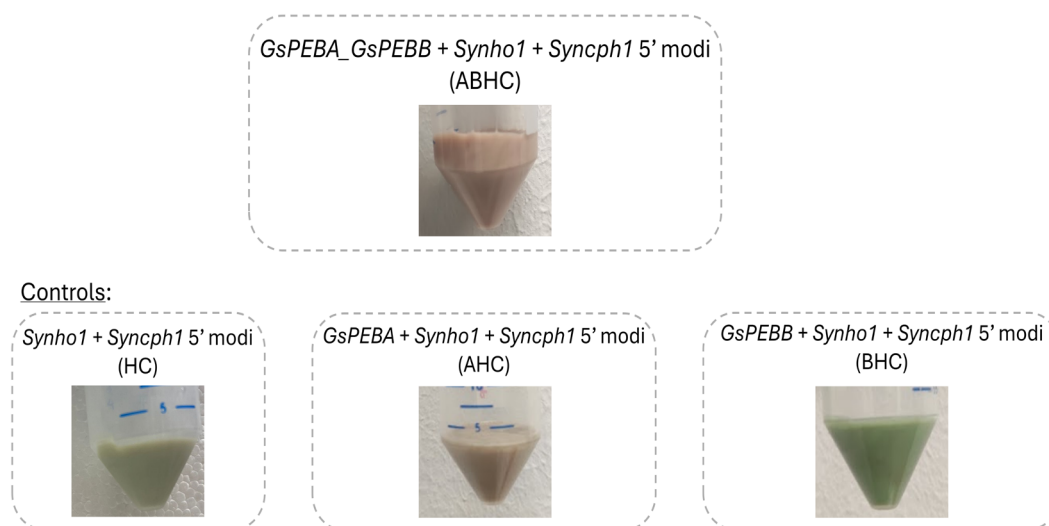 GsPEBA_GsPEBB + Synho1 + Syncph1 5’ modi
(ABHC)
Controls:
Synho1 + Syncph1 5’ modi
(HC)
GsPEBA + Synho1 + Syncph1 5’ modi
(AHC)
GsPEBB + Synho1 + Syncph1 5’ modi
(BHC)
5
5